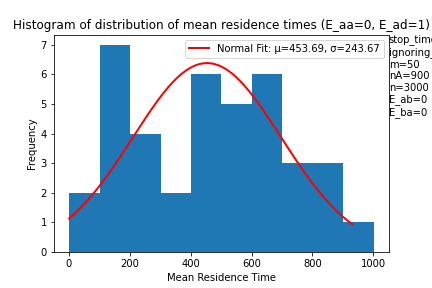 Histogram of distribution of mean residence times (E_aa=0, E_ad=1)
Normal Fit: μ=453.69, σ=243.67
m=50
nA=900
n=3000
E_ab=0
E_ba=0
Frequency
7
6
5
4
3
2
1
0
0
200
400
600
800
1000
Mean Residence Time